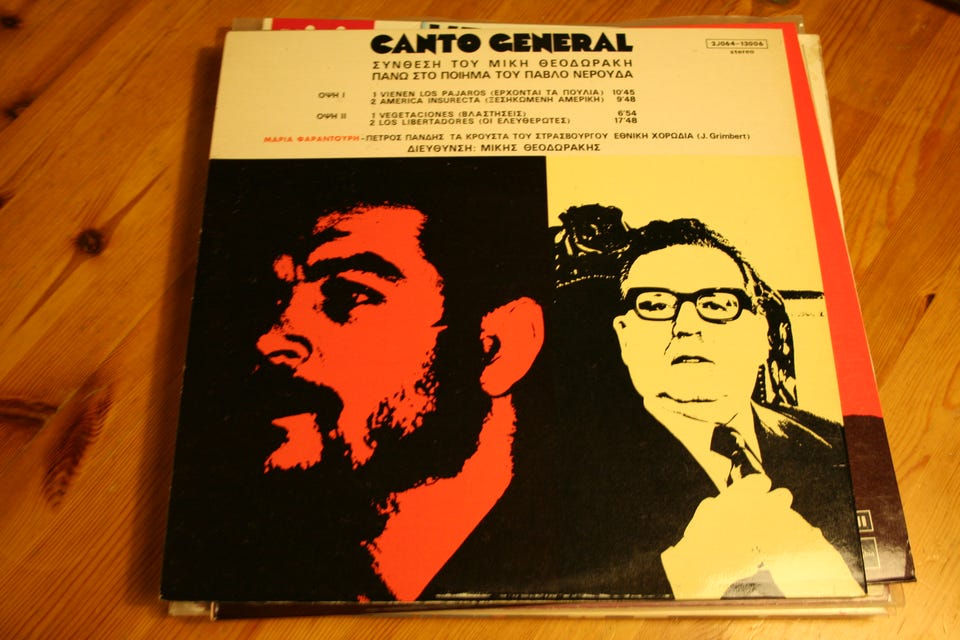 CANTO GENERAL
2J064-13006
stereo
ΣΥΝΘΕΣΗ ΤΟΥ ΜΙΚΗ ΘΕΟΔΩΡΑΚΗ
ΠΑΝΩ ΣΤΟ ΠΟΙΗΜΑ ΤΟΥ ΠΑΒΛΟ ΝΕΡΟΥΔΑ
ΟΨΗ Ι 1 VIENEN LOS PAJAROS (ΕΡΧΟΝΤΑΙ ΤΑ ΠΟΥΛΙΑ) 10'45
2 AMERICA INSURECTA (ΞΕΣΗΚΩΜΕΝΗ ΑΜΕΡΙΚΗ) 9'48
ΟΨΗ ΙΙ 1 VEGETACIONES (ΒΛΑΣΤΗΣΕΙΣ) 6'54
2 LOS LIBERTADORES (ΟΙ ΕΛΕΥΘΕΡΩΤΕΣ) 17'48
ΜΑΡΙΑ ΦΑΡΑΝΤΟΥΡΗ-ΠΕΤΡΟΣ ΠΑΝΔΗΣ ΤΑ ΚΡΟΥΣΤΑ ΤΟΥ ΣΤΡΑΣΒΟΥΡΓΟΥ ΕΘΝΙΚΗ ΧΟΡΩΔΙΑ (J. Grimbert)
ΔΙΕΥΘΥΝΣΗ: ΜΙΚΗΣ ΘΕΟΔΩΡΑΚΗΣ